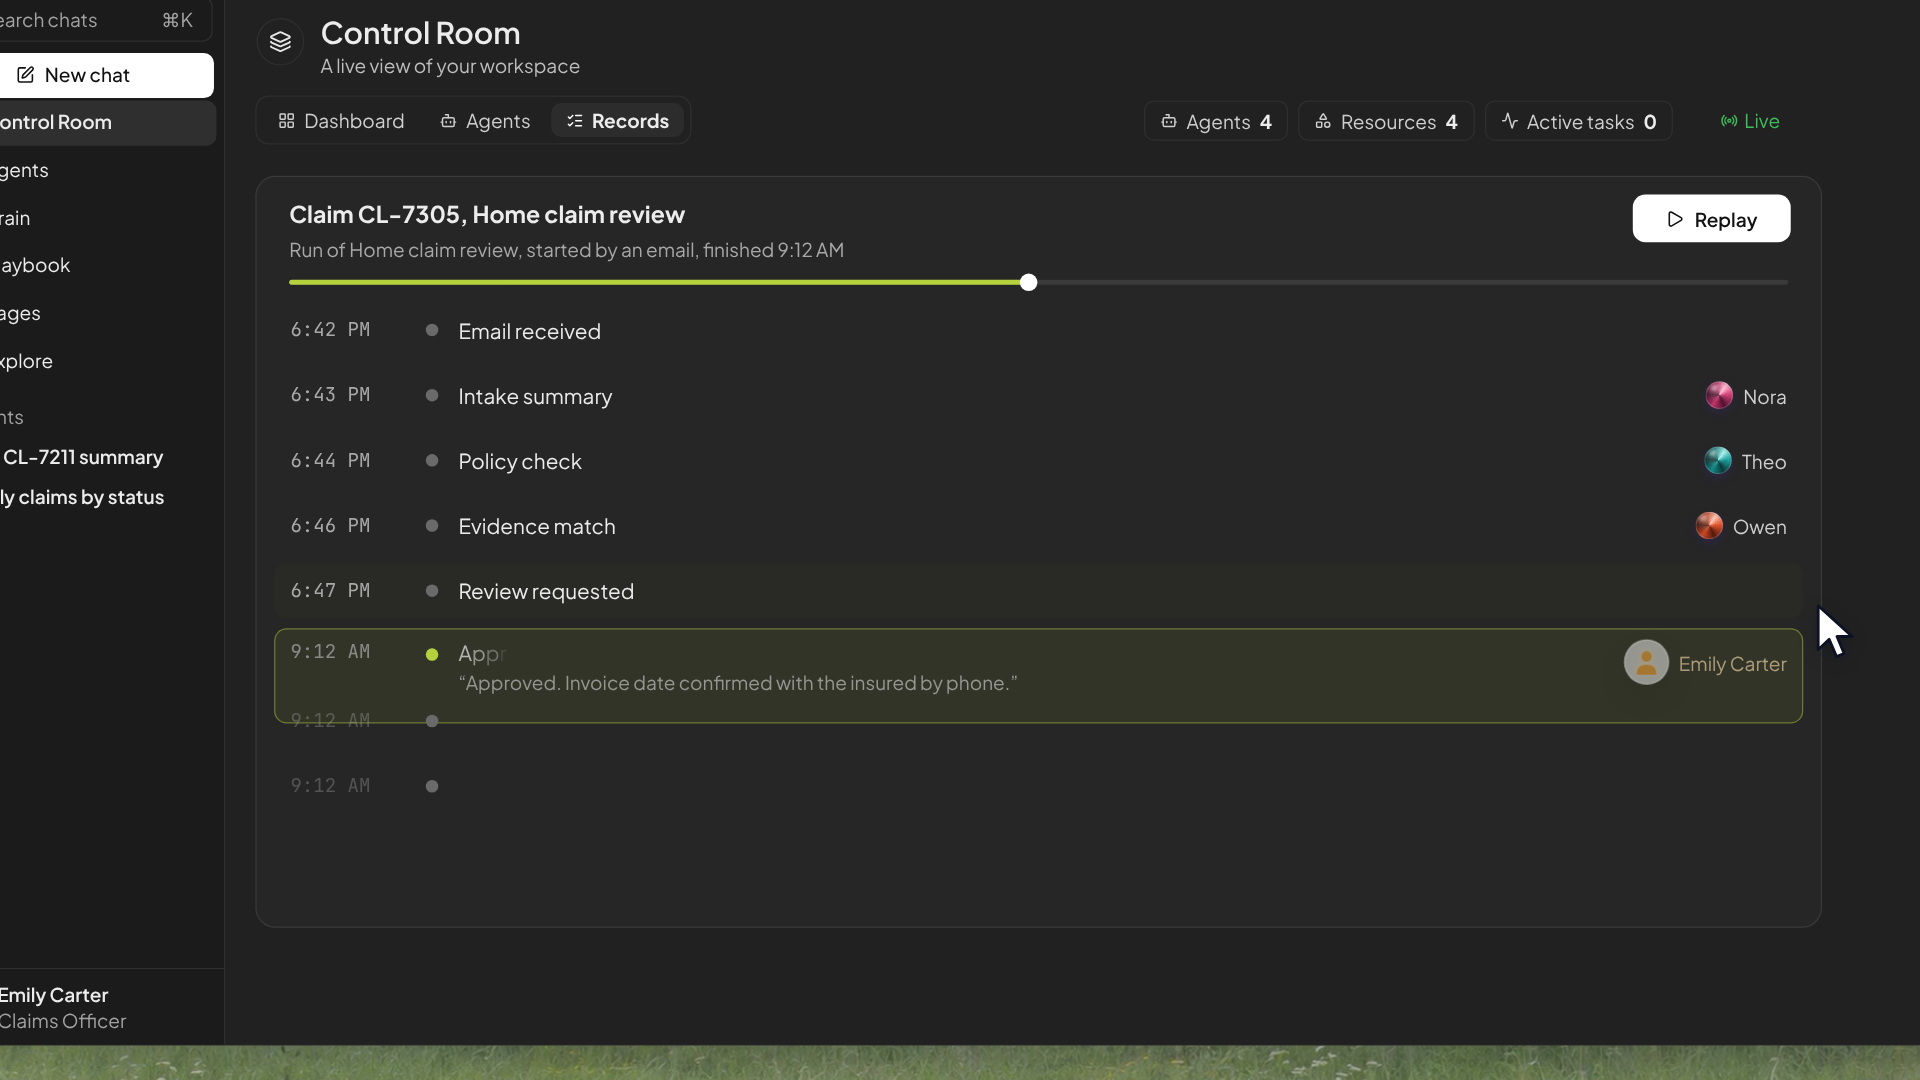 earch chats ⌘K
New chat
ontrol Room
gents
rain
aybook
ages
xplore
nts
CL-7211 summary
ly claims by status
Emily Carter
Claims Officer
Control Room
A live view of your workspace
Dashboard Agents Records
Agents 4 Resources 4 Active tasks 0 Live
Claim CL-7305, Home claim review
Replay
Run of Home claim review, started by an email, finished 9:12 AM
6:42 PM Email received
6:43 PM Intake summary Nora
6:44 PM Policy check Theo
6:46 PM Evidence match Owen
6:47 PM Review requested
9:12 AM Appr Emily Carter
“Approved. Invoice date confirmed with the insured by phone.”
9:12 AM
9:12 AM